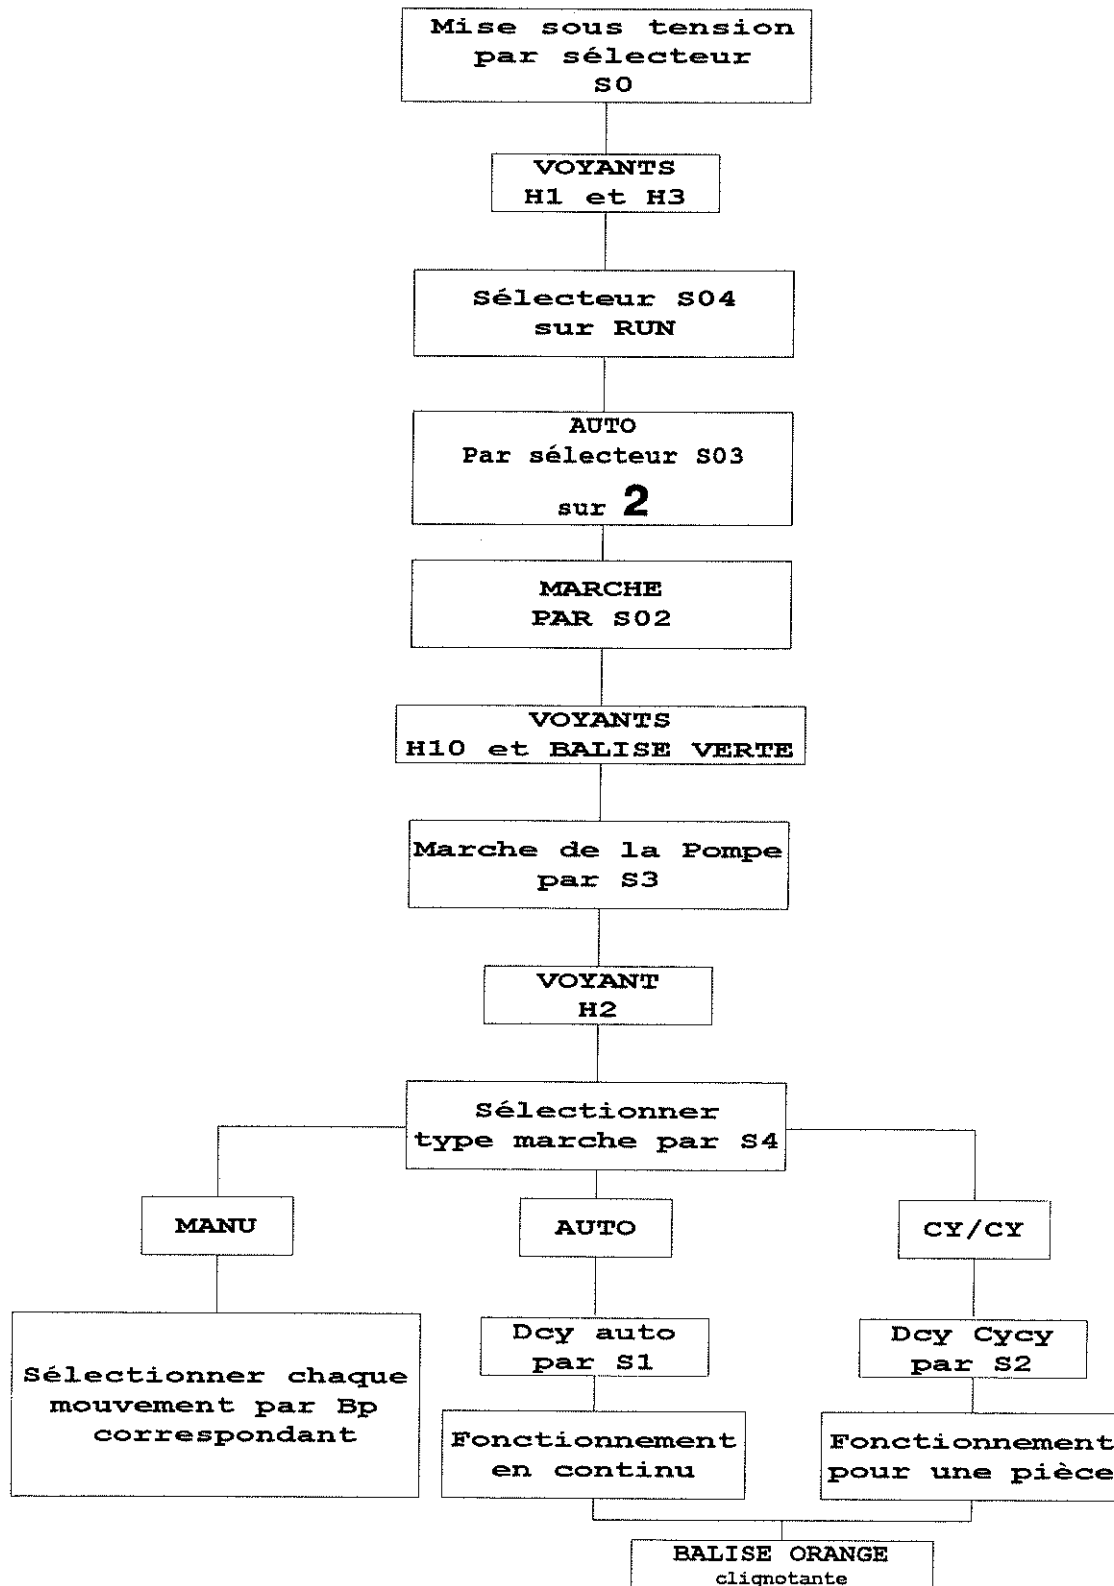 Mise sous tension
par sélecteur
S0
VOYANTS
H1 et H3
Sélecteur S04
sur RUN
AUTO
Par sélecteur S03
sur 2
MARCHE
PAR S02
VOYANTS
H10 et BALISE VERTE
Marche de la Pompe
par S3
VOYANT
H2
Sélectionner
type marche par S4
MANU
AUTO
CY/CY
Sélectionner chaque
mouvement par Bp
correspondant
Dcy auto
par S1
Dcy Cycy
par S2
Fonctionnement
en continu
Fonctionnement
pour une pièce
BALISE ORANGE
clignotante